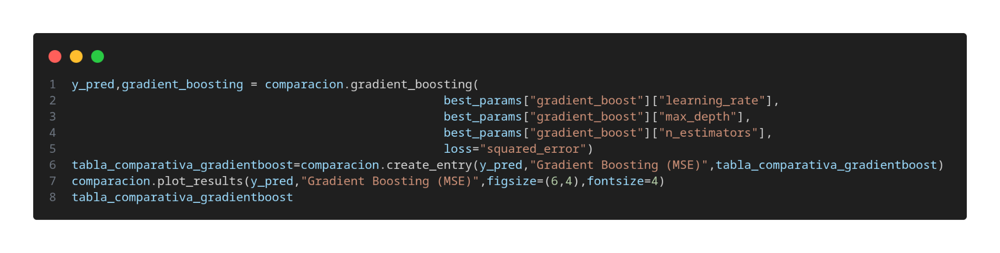 1 y_pred,gradient_boosting = comparacion.gradient_boosting(
2 best_params["gradient_boost"]["learning_rate"],
3 best_params["gradient_boost"]["max_depth"],
4 best_params["gradient_boost"]["n_estimators"],
5 loss="squared_error")
6 tabla_comparativa_gradientboost=comparacion.create_entry(y_pred,"Gradient Boosting (MSE)",tabla_comparativa_gradientboost)
7 comparacion.plot_results(y_pred,"Gradient Boosting (MSE)",figsize=(6,4),fontsize=4)
8 tabla_comparativa_gradientboost